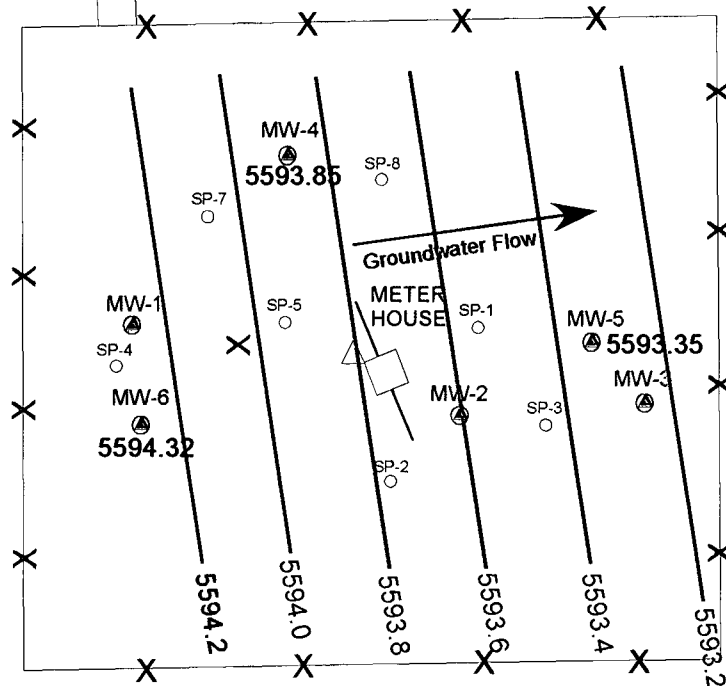 MW-4
5593.85
SP-8
SP-7
Groundwater Flow
MW-1
SP-5
METER
HOUSE
SP-1
MW-5
5593.35
SP-4
MW-3
MW-6
5594.32
MW-2
SP-3
SP-2
5594.2
5594.0
5593.8
5593.6
5593.4
5593.2